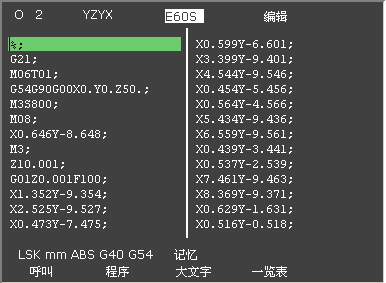 O 2 YZYX E60S 编辑
%;
G21;
M06T01;
G54G90G00X0.Y0.Z50.;
M3S800;
M08;
X0.646Y-8.648;
M3;
Z10.001;
G01Z0.001F100;
X1.352Y-9.354;
X2.525Y-9.527;
X0.473Y-7.475;
X0.599Y-6.601;
X3.399Y-9.401;
X4.544Y-9.546;
X0.454Y-5.456;
X0.564Y-4.566;
X5.434Y-9.436;
X6.559Y-9.561;
X0.439Y-3.441;
X0.537Y-2.539;
X7.461Y-9.463;
X8.369Y-9.371;
X0.629Y-1.631;
X0.516Y-0.518;
LSK mm ABS G40 G54 记忆
呼叫 程序 大文字 一览表